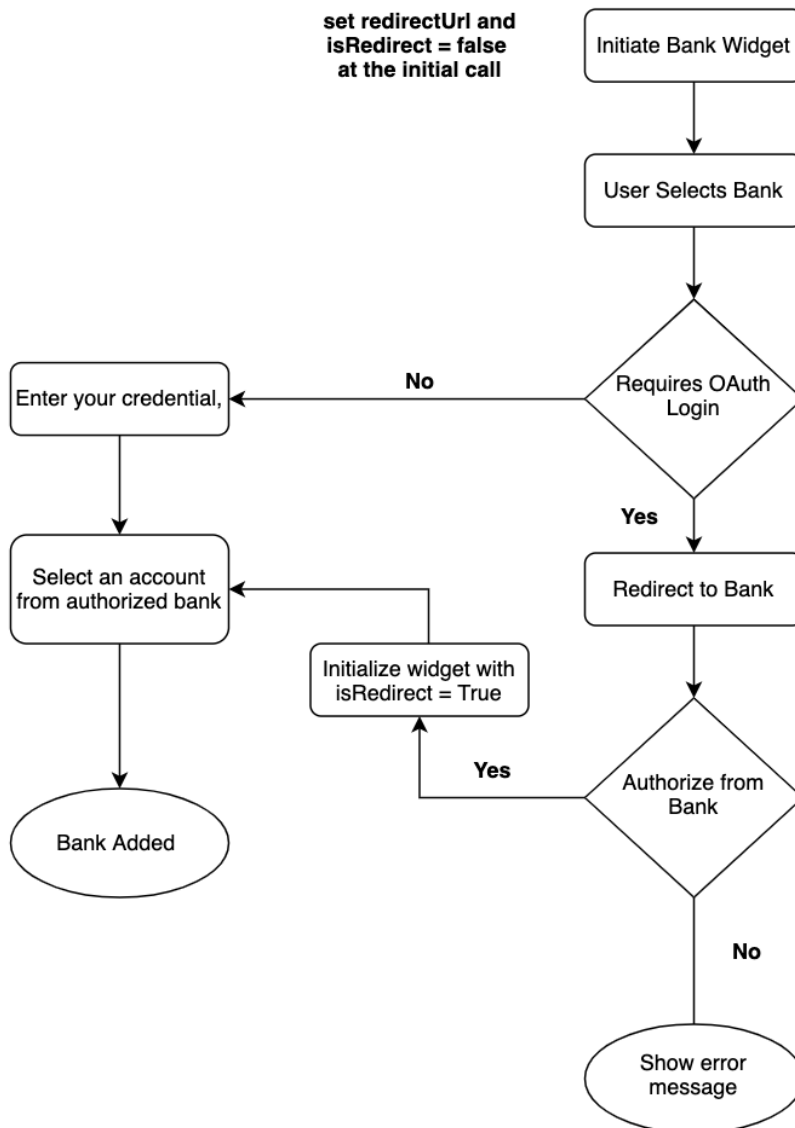 set redirectUrl and
isRedirect = false
at the initial call
Initiate Bank Widget
User Selects Bank
Requires OAuth
Login
No
Enter your credential,
Yes
Select an account
from authorized bank
Redirect to Bank
Initialize widget with
isRedirect = True
Yes
Authorize from
Bank
Bank Added
No
Show error
message